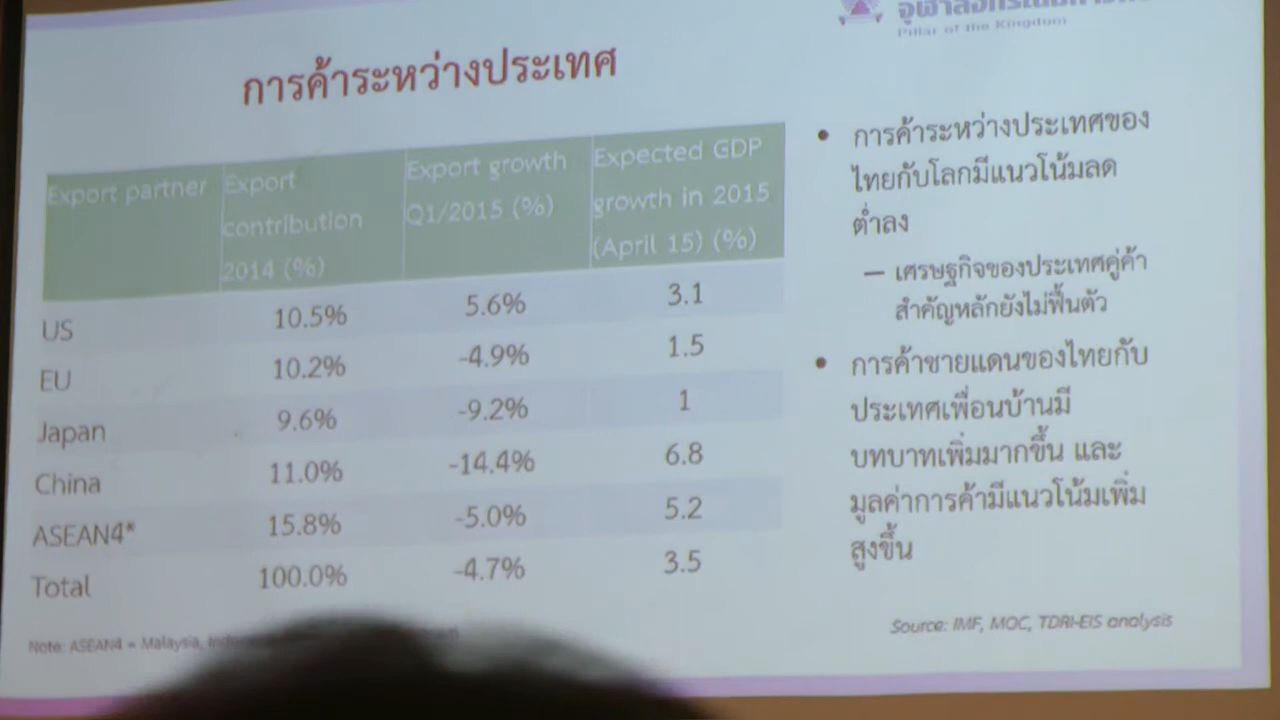 Pillar of the Kingdom
การค้าระหว่างประเทศ
Export partner
Export
contribution
2014 (%)
Export growth
Q1/2015 (%)
Expected GDP
growth in 2015
(April 15) (%)
US 10.5% 5.6% 3.1
EU 10.2% -4.9% 1.5
Japan 9.6% -9.2% 1
China 11.0% -14.4% 6.8
ASEAN4* 15.8% -5.0% 5.2
Total 100.0% -4.7% 3.5
Note: ASEAN4 = Malaysia,
• การค้าระหว่างประเทศของ
ไทยกับโลกมีแนวโน้มลด
ต่ำลง
– เศรษฐกิจของประเทศคู่ค้า
สำคัญหลักยังไม่ฟื้นตัว
• การค้าชายแดนของไทยกับ
ประเทศเพื่อนบ้านมี
บทบาทเพิ่มมากขึ้น และ
มูลค่าการค้ามีแนวโน้มเพิ่ม
สูงขึ้น
Source: IMF, MOC, TDRI-EIS analysis